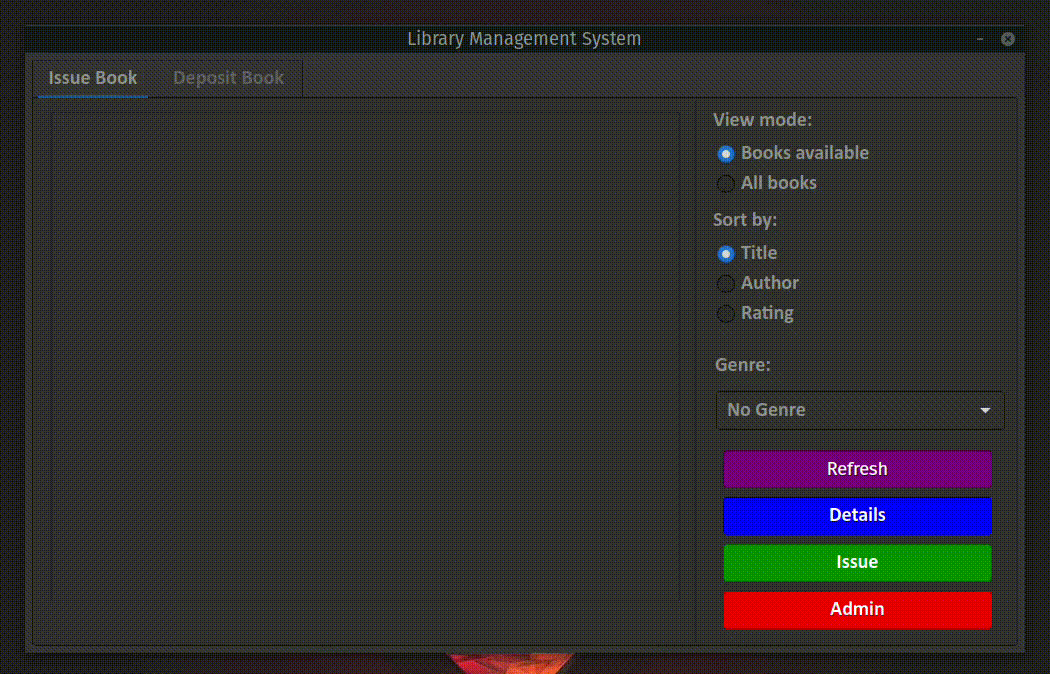 Library Management System
Issue Book
Deposit Book
View mode:
Books available
All books
Sort by:
Title
Author
Rating
Genre:
No Genre
Refresh
Details
Issue
Admin